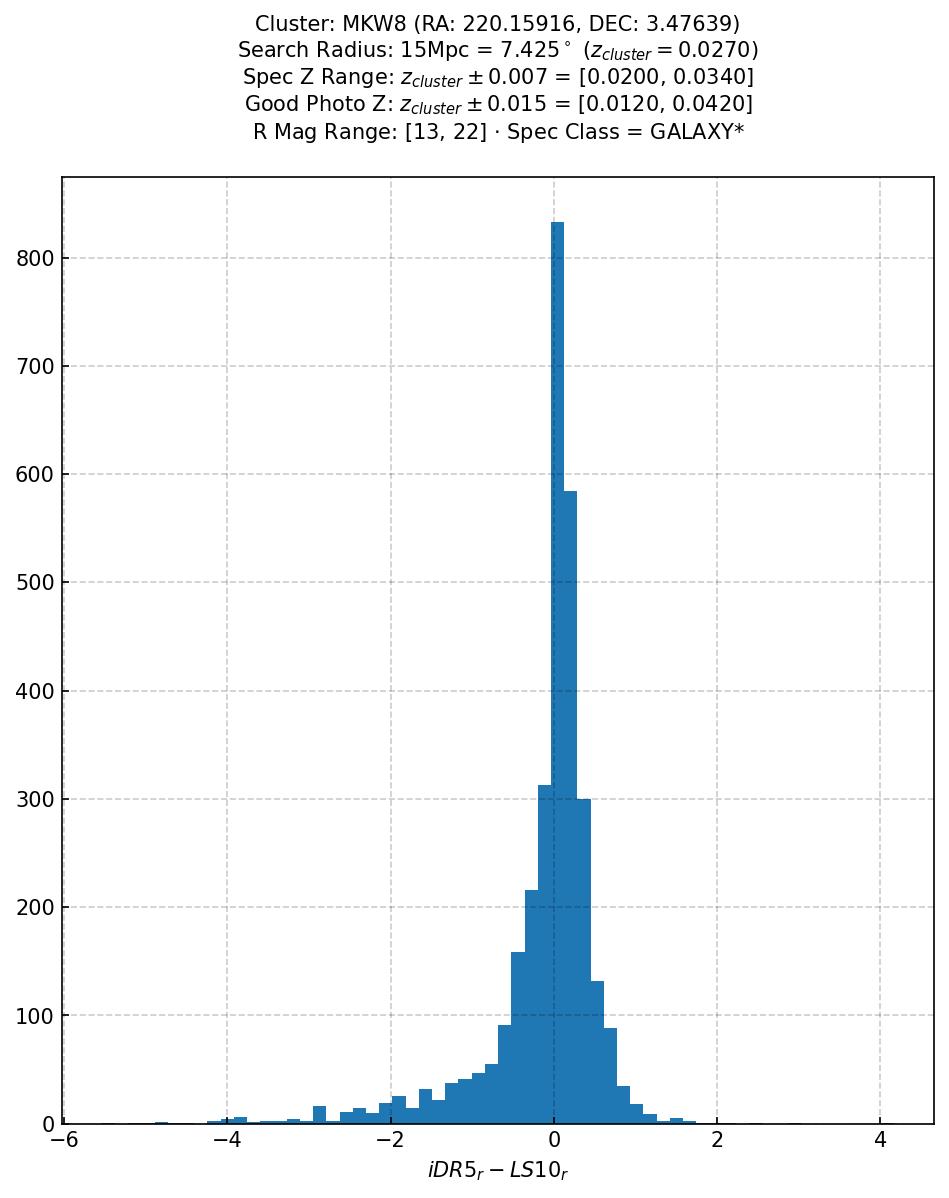 Cluster: MKW8 (RA: 220.15916, DEC: 3.47639)
Search Radius: 15Mpc = 7.425° (z_cluster = 0.0270)
Spec Z Range: z_cluster ± 0.007 = [0.0200, 0.0340]
Good Photo Z: z_cluster ± 0.015 = [0.0120, 0.0420]
R Mag Range: [13, 22] · Spec Class = GALAXY*
800
700
600
500
400
300
200
100
0
−6 −4 −2 0 2 4
iDR5_r − LS10_r